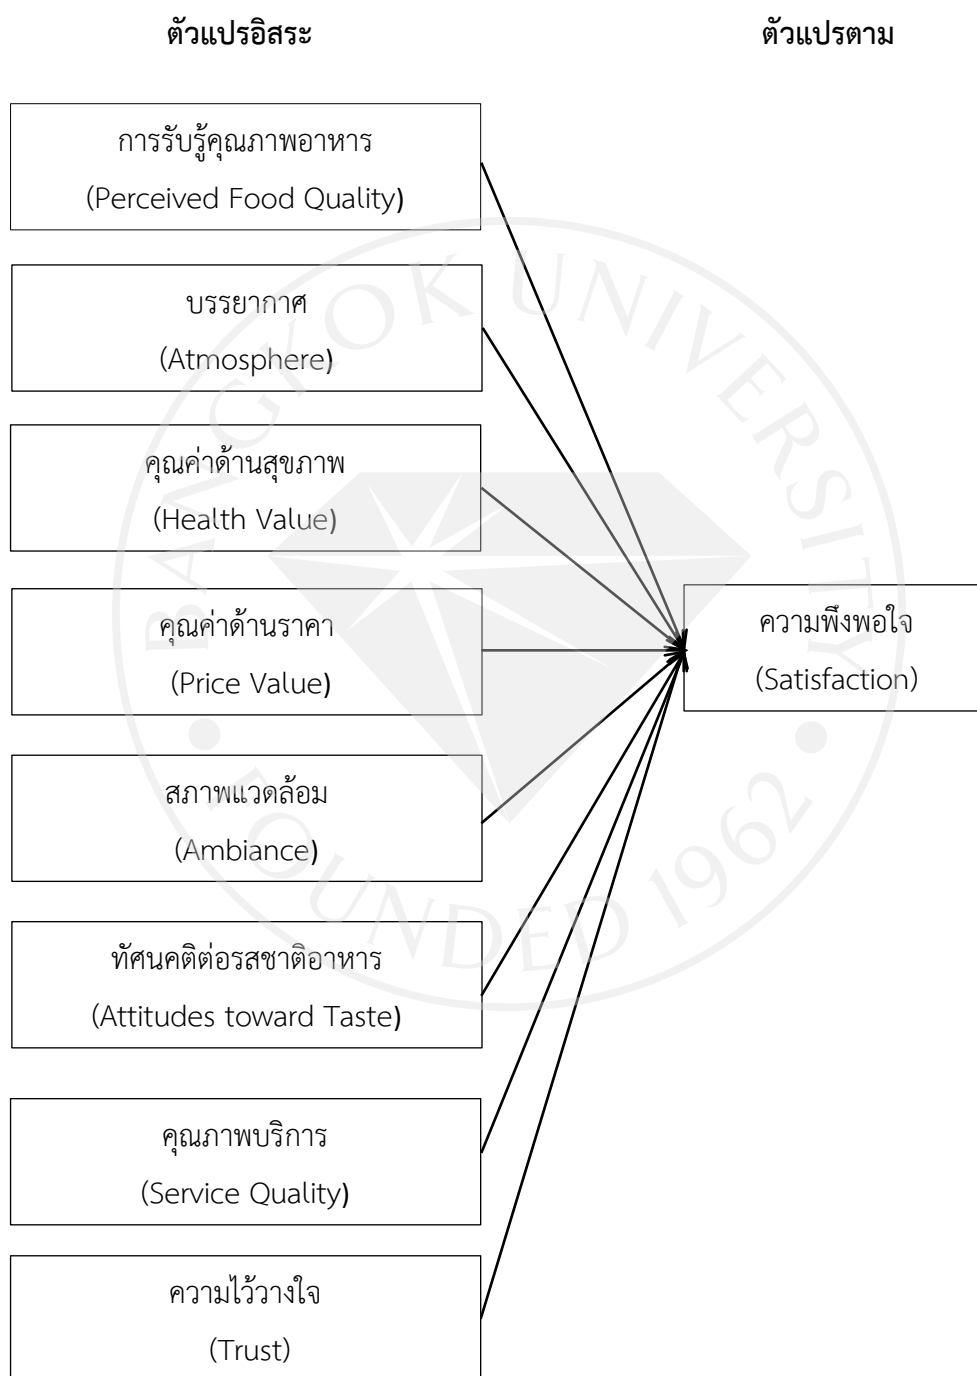 ตัวแปรอิสระ
ตัวแปรตาม
การรับรู้คุณภาพอาหาร
(Perceived Food Quality)
บรรยากาศ
(Atmosphere)
คุณค่าด้านสุขภาพ
(Health Value)
คุณค่าด้านราคา
(Price Value)
สภาพแวดล้อม
(Ambiance)
ทัศนคติต่อรสชาติอาหาร
(Attitudes toward Taste)
คุณภาพบริการ
(Service Quality)
ความไว้วางใจ
(Trust)
ความพึงพอใจ
(Satisfaction)
BANGKOK UNIVERSITY
FOUNDED 1962